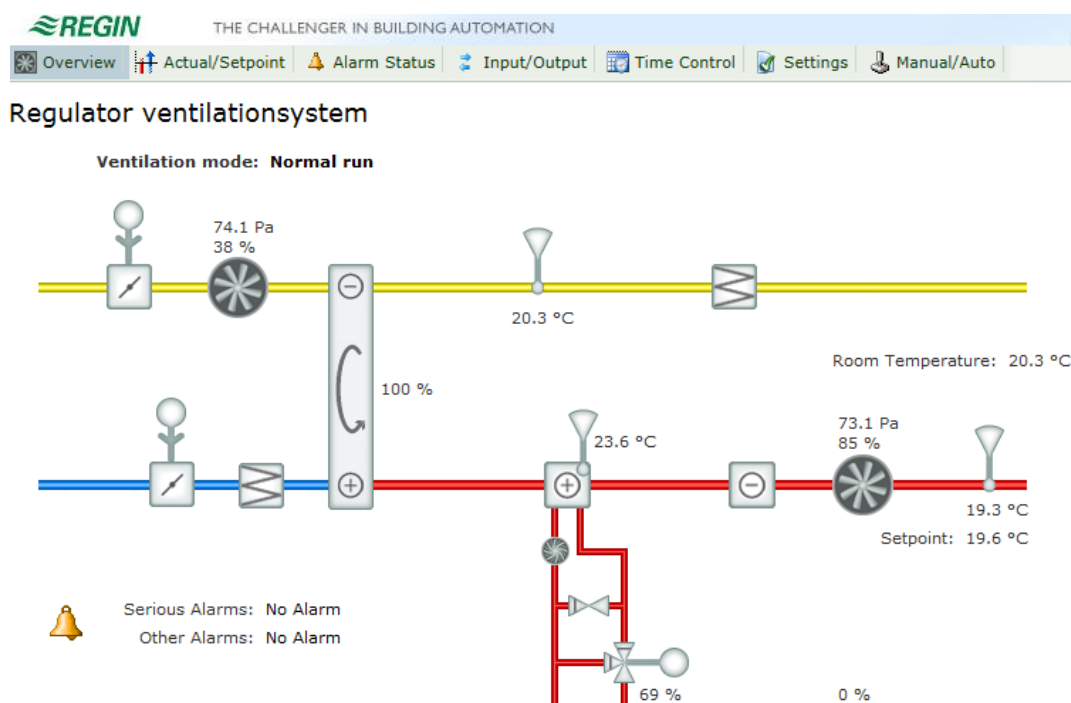 REGIN THE CHALLENGER IN BUILDING AUTOMATION
Overview Actual/Setpoint Alarm Status Input/Output Time Control Settings Manual/Auto
Regulator ventilationsystem
Ventilation mode: Normal run
74.1 Pa
38 %
20.3 °C
Room Temperature: 20.3 °C
100 %
23.6 °C
73.1 Pa
85 %
19.3 °C
Setpoint: 19.6 °C
Serious Alarms: No Alarm
Other Alarms: No Alarm
69 % 0 %